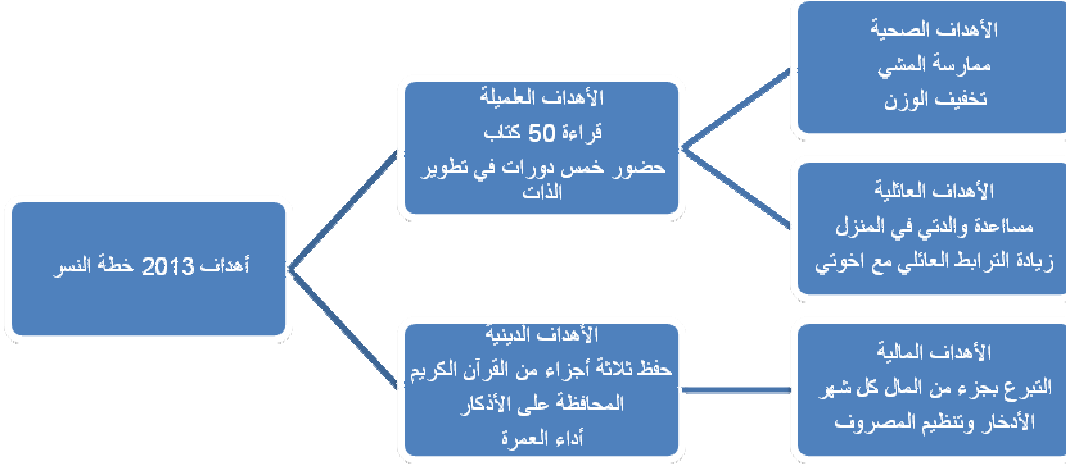 أهداف 2013 خطة النسر
الأهداف العلميلة
قراءة 50 كتاب
حضور خمس دورات في تطوير
الذات
الأهداف الدينية
حفظ ثلاثة أجزاء من القرآن الكريم
المحافظة على الأذكار
أداء العمرة
الأهداف الصحية
ممارسة المشي
تخفيف الوزن
الأهداف العائلية
مسااعدة والدتي في المنزل
زيادة الترابط العائلي مع اخوتي
الأهداف المالية
التبرع بجزء من المال كل شهر
الأدخار وتنظيم المصروف